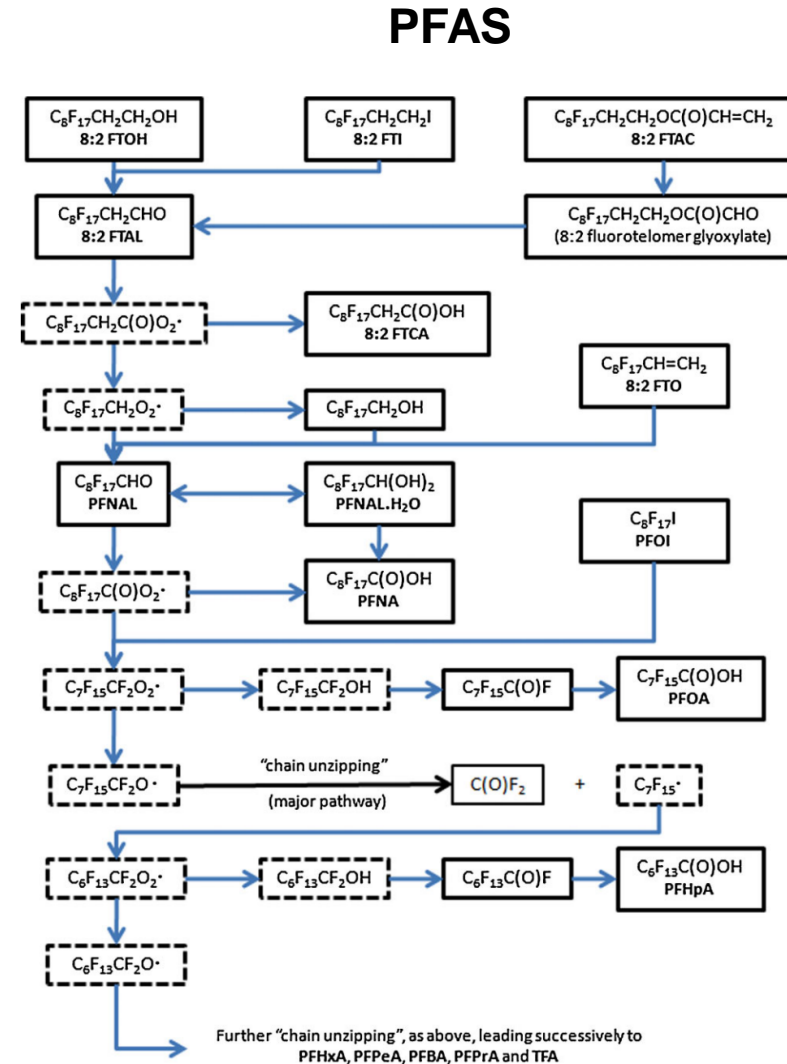 PFAS
C₈F₁₇CH₂CH₂OH
8:2 FTOH
C₈F₁₇CH₂CH₂I
8:2 FTI
C₈F₁₇CH₂CH₂OC(O)CH=CH₂
8:2 FTAC
C₈F₁₇CH₂CHO
8:2 FTAL
C₈F₁₇CH₂CH₂OC(O)CHO
(8:2 fluorotelomer glyoxylate)
C₈F₁₇CH₂C(O)O₂·
C₈F₁₇CH₂C(O)OH
8:2 FTCA
C₈F₁₇CH=CH₂
8:2 FTO
C₈F₁₇CH₂O₂·
C₈F₁₇CH₂OH
C₈F₁₇CHO
PFNAL
C₈F₁₇CH(OH)₂
PFNAL.H₂O
C₈F₁₇I
PFOI
C₈F₁₇C(O)O₂·
C₈F₁₇C(O)OH
PFNA
C₇F₁₅CF₂O₂·
C₇F₁₅CF₂OH
C₇F₁₅C(O)F
C₇F₁₅C(O)OH
PFOA
C₇F₁₅CF₂O·
"chain unzipping"
(major pathway)
C(O)F₂
+
C₇F₁₅·
C₆F₁₃CF₂O₂·
C₆F₁₃CF₂OH
C₆F₁₃C(O)F
C₆F₁₃C(O)OH
PFHpA
C₆F₁₃CF₂O·
Further "chain unzipping", as above, leading successively to
PFHxA, PFPeA, PFBA, PFPrA and TFA